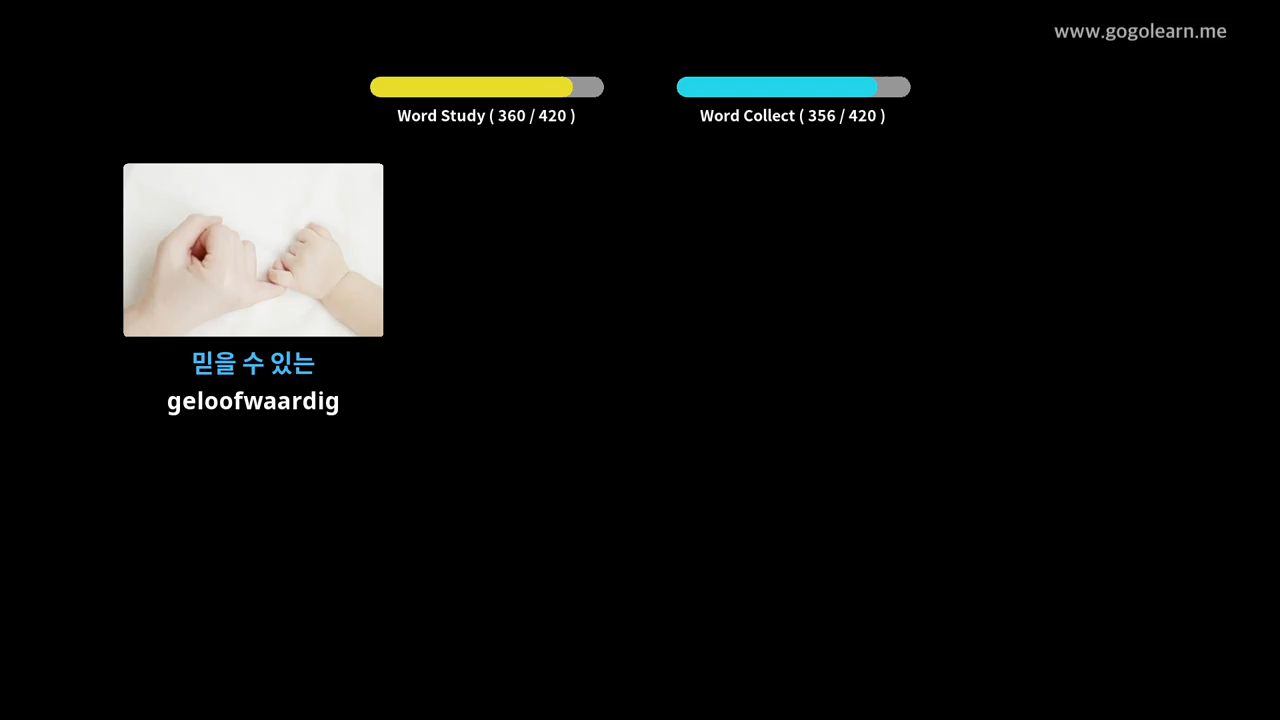 www.gogolearn.me
Word Study ( 360 / 420 )
Word Collect ( 356 / 420 )
믿을 수 있는
geloofwaardig